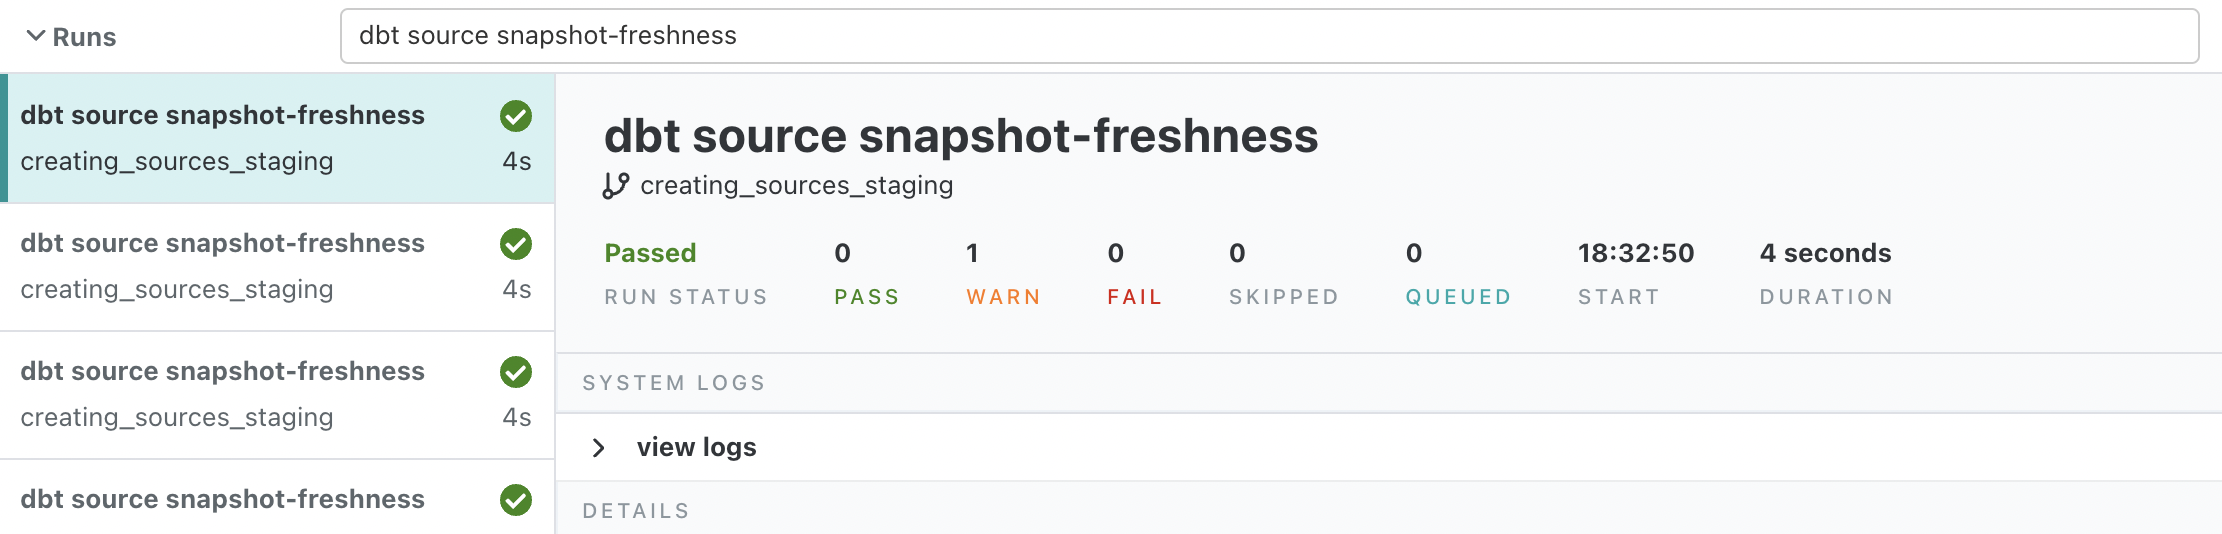 Runs
dbt source snapshot-freshness
dbt source snapshot-freshness
creating_sources_staging 4s
dbt source snapshot-freshness
creating_sources_staging 4s
dbt source snapshot-freshness
creating_sources_staging 4s
dbt source snapshot-freshness
dbt source snapshot-freshness
creating_sources_staging
Passed 0 1 0 0 0 18:32:50 4 seconds
RUN STATUS PASS WARN FAIL SKIPPED QUEUED START DURATION
SYSTEM LOGS
view logs
DETAILS